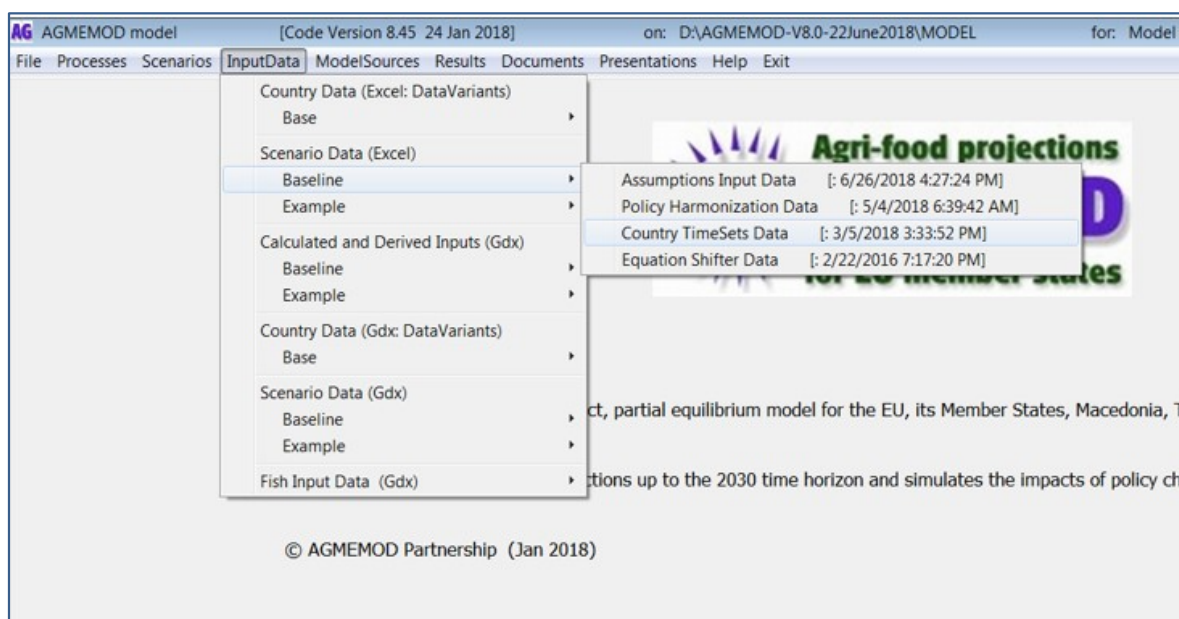 AG AGMEMOD model [Code Version 8.45 24 Jan 2018] on: D:\AGMEMOD-V8.0-22June2018\MODEL for: Model
File Processes Scenarios InputData ModelSources Results Documents Presentations Help Exit
Country Data (Excel: DataVariants)
Base
Scenario Data (Excel)
Baseline
Example
Calculated and Derived Inputs (Gdx)
Baseline
Example
Country Data (Gdx: DataVariants)
Base
Scenario Data (Gdx)
Baseline
Example
Fish Input Data (Gdx)
Agri-food projections
Assumptions Input Data [: 6/26/2018 4:27:24 PM]
Policy Harmonization Data [: 5/4/2018 6:39:42 AM]
Country TimeSets Data [: 3/5/2018 3:33:52 PM]
Equation Shifter Data [: 2/22/2016 7:17:20 PM]
D
for EU Member States
ct, partial equilibrium model for the EU, its Member States, Macedonia, T
ctions up to the 2030 time horizon and simulates the impacts of policy ch
© AGMEMOD Partnership (Jan 2018)